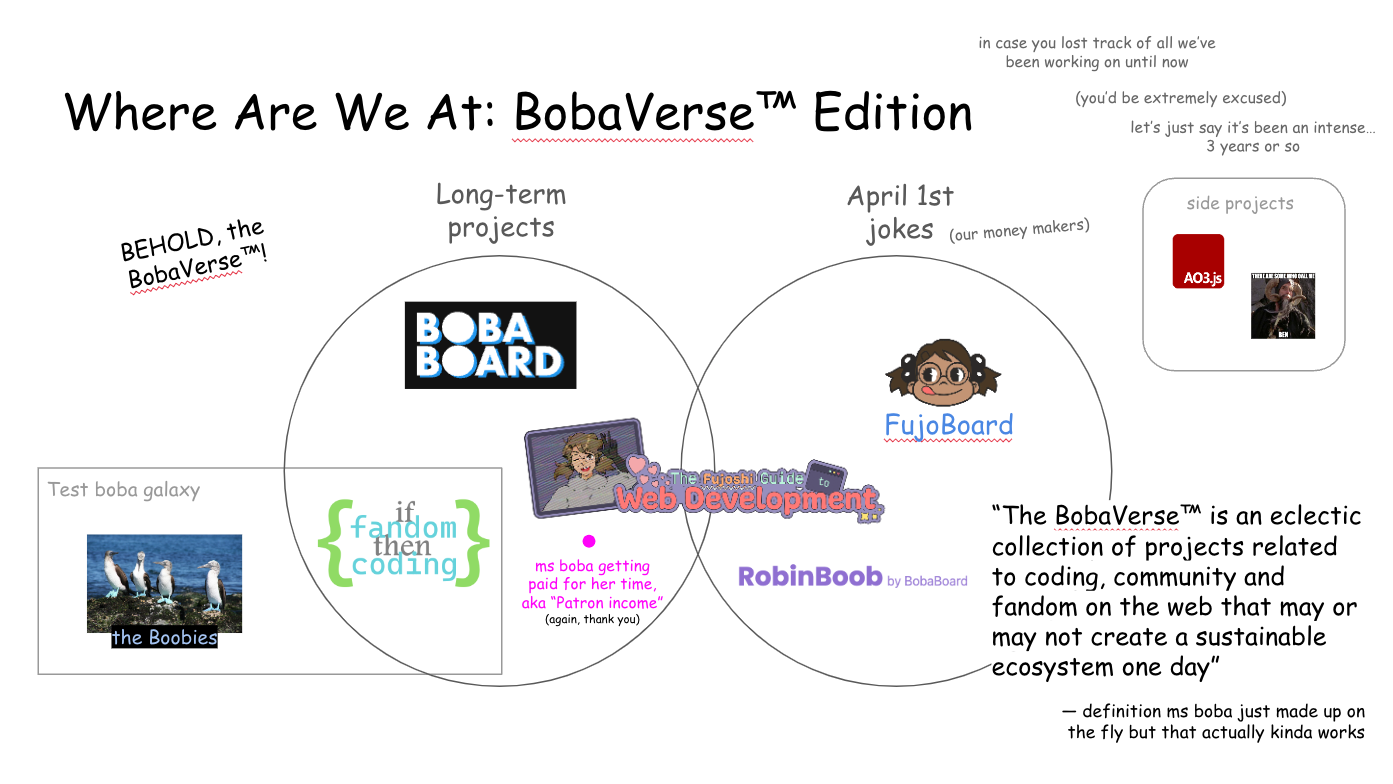 in case you lost track of all we've
been working on until now
(you'd be extremely excused)
let's just say it's been an intense...
3 years or so
Where Are We At: BobaVerse™ Edition
BEHOLD, the
BobaVerse™!
Long-term
projects
April 1st
jokes (our money makers)
side projects
AO3.js
BEN
BOBA
BOARD
FujoBoard
The Fujoshi Guide to
Web Development
Test boba galaxy
the Boobies
{ if
fandom
then
coding }
ms boba getting
paid for her time,
aka "Patron income"
(again, thank you)
RobinBoob by BobaBoard
“The BobaVerse™ is an eclectic
collection of projects related
to coding, community and
fandom on the web that may or
may not create a sustainable
ecosystem one day”
— definition ms boba just made up on
the fly but that actually kinda works